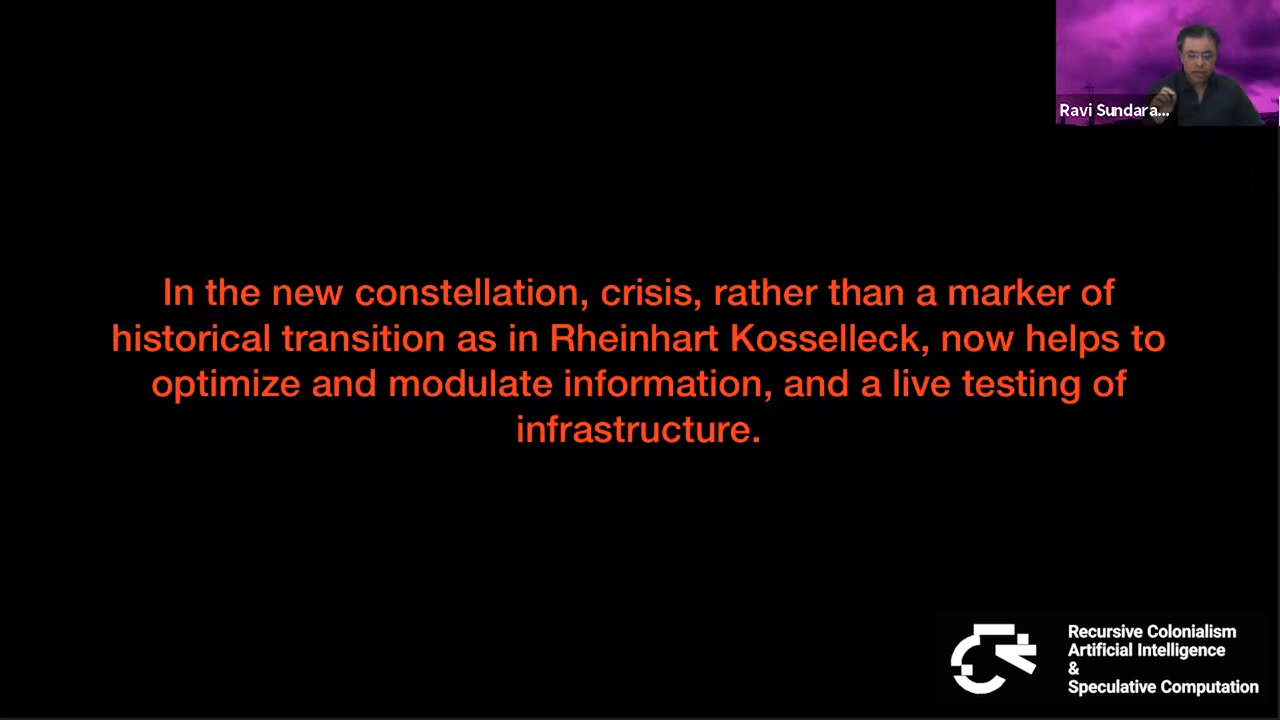 Ravi Sundara...
In the new constellation, crisis, rather than a marker of
historical transition as in Rheinhart Kosselleck, now helps to
optimize and modulate information, and a live testing of
infrastructure.
Recursive Colonialism
Artificial Intelligence
&
Speculative Computation